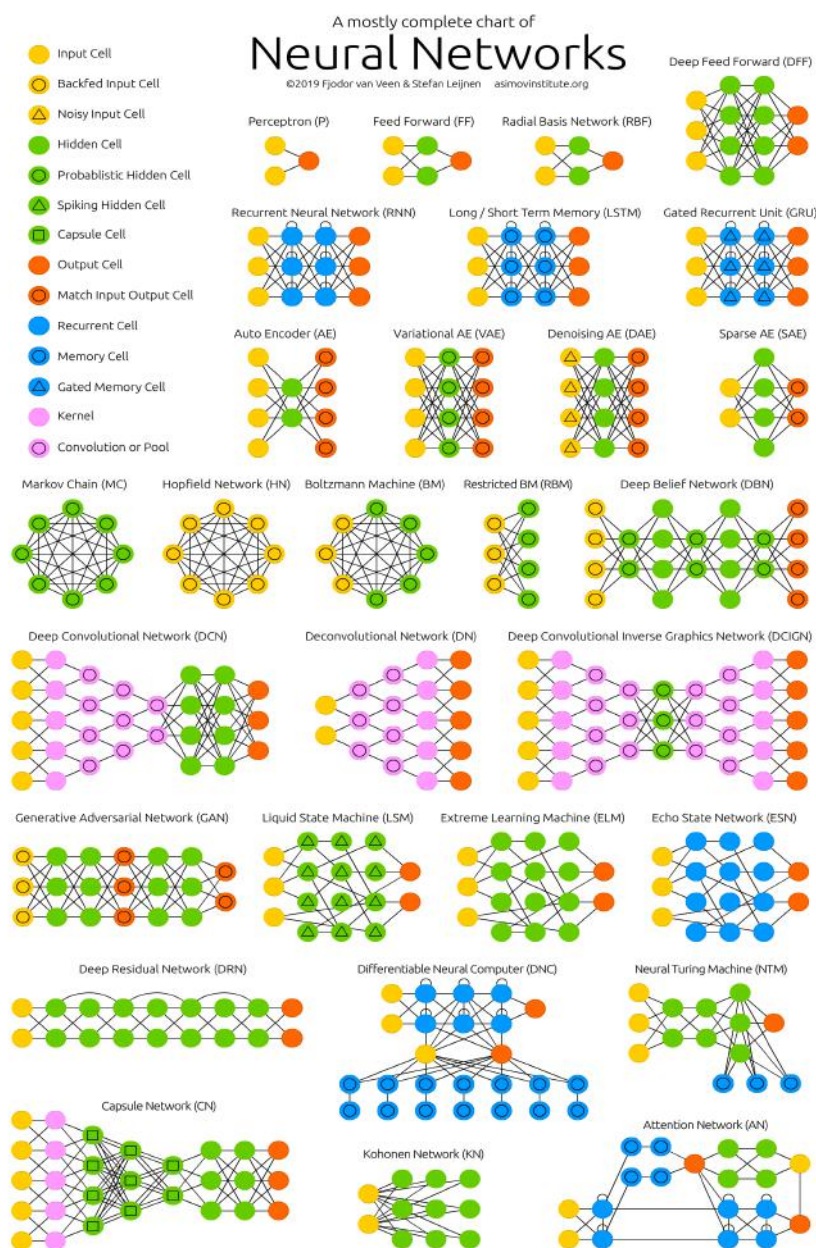 A mostly complete chart of
Neural Networks
©2019 Fjodor van Veen & Stefan Leijnen asimovinstitute.org
Input Cell
Backfed Input Cell
Noisy Input Cell
Hidden Cell
Probablistic Hidden Cell
Spiking Hidden Cell
Capsule Cell
Output Cell
Match Input Output Cell
Recurrent Cell
Memory Cell
Gated Memory Cell
Kernel
Convolution or Pool
Deep Feed Forward (DFF)
Perceptron (P)
Feed Forward (FF)
Radial Basis Network (RBF)
Recurrent Neural Network (RNN)
Long / Short Term Memory (LSTM)
Gated Recurrent Unit (GRU)
Auto Encoder (AE)
Variational AE (VAE)
Denoising AE (DAE)
Sparse AE (SAE)
Markov Chain (MC)
Hopfield Network (HN)
Boltzmann Machine (BM)
Restricted BM (RBM)
Deep Belief Network (DBN)
Deep Convolutional Network (DCN)
Deconvolutional Network (DN)
Deep Convolutional Inverse Graphics Network (DCIGN)
Generative Adversarial Network (GAN)
Liquid State Machine (LSM)
Extreme Learning Machine (ELM)
Echo State Network (ESN)
Deep Residual Network (DRN)
Differentiable Neural Computer (DNC)
Neural Turing Machine (NTM)
Capsule Network (CN)
Kohonen Network (KN)
Attention Network (AN)